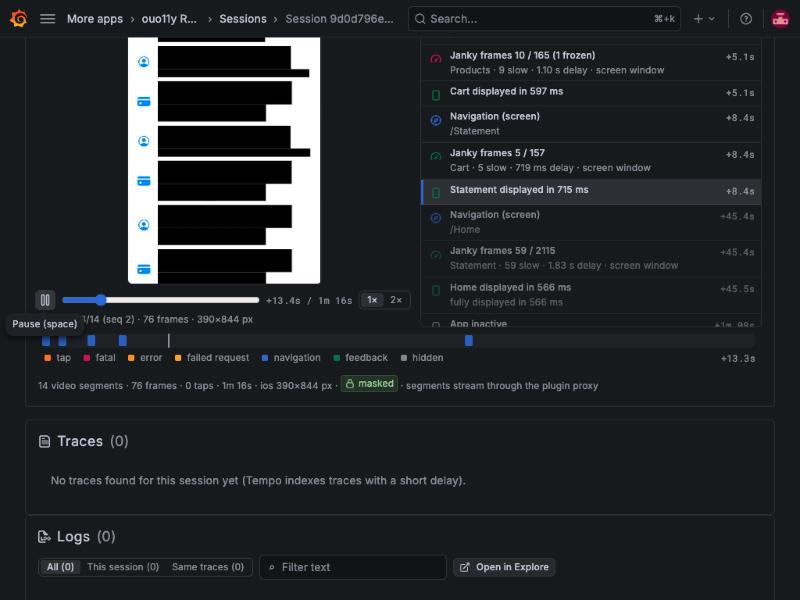 More apps › ouo11y R... › Sessions › Session 9d0d796e...
Search...
⌘+k
Janky frames 10 / 165 (1 frozen)
+5.1s
Products · 9 slow · 1.10 s delay · screen window
Cart displayed in 597 ms
+5.1s
Navigation (screen)
+8.4s
/Statement
Janky frames 5 / 157
+8.4s
Cart · 5 slow · 719 ms delay · screen window
Statement displayed in 715 ms
+8.4s
Navigation (screen)
+45.4s
/Home
Janky frames 59 / 2115
+45.4s
Statement · 59 slow · 1.83 s delay · screen window
Home displayed in 566 ms
+45.5s
fully displayed in 566 ms
App inactive
+1m 08s
+13.4s / 1m 16s
1×
2×
/14 (seq 2) · 76 frames · 390×844 px
Pause (space)
tap
fatal
error
failed request
navigation
feedback
hidden
+13.3s
14 video segments · 76 frames · 0 taps · 1m 16s · ios 390×844 px · masked · segments stream through the plugin proxy
Traces (0)
No traces found for this session yet (Tempo indexes traces with a short delay).
Logs (0)
All (0)
This session (0)
Same traces (0)
Filter text
Open in Explore